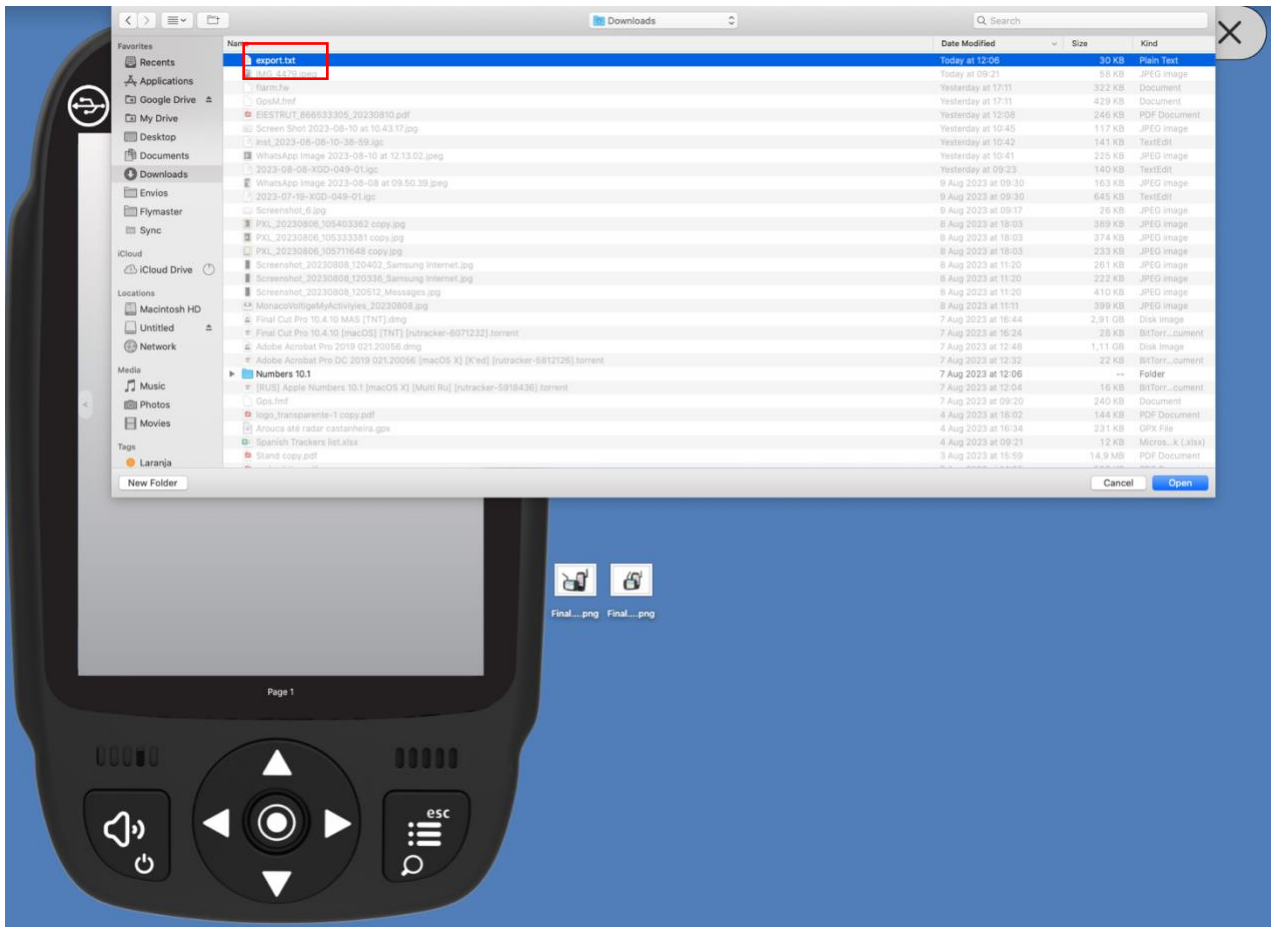 Downloads
Search
Favorites
Recents
Applications
Google Drive
My Drive
Desktop
Documents
Downloads
Envios
Flymaster
Sync
iCloud
iCloud Drive
Locations
Macintosh HD
Untitled
Network
Media
Music
Photos
Movies
Tags
Laranja
Name Date Modified Size Kind
export.txt Today at 12:06 30 KB Plain Text
IMG_4479.jpeg Today at 09:21 58 KB JPEG image
flarm.fw Yesterday at 17:11 322 KB Document
GpsM.fmf Yesterday at 17:11 429 KB Document
EIESTRUT_866533305_20230810.pdf Yesterday at 12:08 246 KB PDF Document
Screen Shot 2023-08-10 at 10.43.17.jpg Yesterday at 10:45 117 KB JPEG image
inst_2023-08-08-10-38-59.igc Yesterday at 10:42 141 KB TextEdit
WhatsApp Image 2023-08-10 at 12.13.02.jpeg Yesterday at 10:41 225 KB JPEG image
2023-08-08-XGD-049-01.igc Yesterday at 09:23 140 KB TextEdit
WhatsApp Image 2023-08-08 at 09.50.39.jpeg 9 Aug 2023 at 09:30 163 KB JPEG image
2023-07-19-XGD-049-01.igc 9 Aug 2023 at 09:30 645 KB TextEdit
Screenshot_6.jpg 9 Aug 2023 at 09:17 26 KB JPEG image
PXL_20230806_105403362 copy.jpg 8 Aug 2023 at 18:03 389 KB JPEG image
PXL_20230806_105333381 copy.jpg 8 Aug 2023 at 18:03 374 KB JPEG image
PXL_20230806_105711648 copy.jpg 8 Aug 2023 at 18:03 233 KB JPEG image
Screenshot_20230808_120402_Samsung Internet.jpg 8 Aug 2023 at 11:20 261 KB JPEG image
Screenshot_20230808_120336_Samsung Internet.jpg 8 Aug 2023 at 11:20 222 KB JPEG image
Screenshot_20230808_120512_Messages.jpg 8 Aug 2023 at 11:20 410 KB JPEG image
MonacoVoltigeMyActiviyies_20230808.jpg 8 Aug 2023 at 11:11 399 KB JPEG image
Final Cut Pro 10.4.10 MAS [TNT].dmg 7 Aug 2023 at 16:44 2,91 GB Disk Image
Final Cut Pro 10.4.10 [macOS] [TNT] [rutracker-6071232].torrent 7 Aug 2023 at 16:24 28 KB BitTorr...cument
Adobe Acrobat Pro 2019 021.20056.dmg 7 Aug 2023 at 12:48 1,11 GB Disk Image
Adobe Acrobat Pro DC 2019 021.20056 [macOS X] [K'ed] [rutracker-5812126].torrent 7 Aug 2023 at 12:32 22 KB BitTorr...cument
Numbers 10.1 7 Aug 2023 at 12:06 -- Folder
[RUS] Apple Numbers 10.1 [macOS X] [Multi Ru] [rutracker-5918436].torrent 7 Aug 2023 at 12:04 16 KB BitTorr...cument
Gps.fmf 7 Aug 2023 at 09:20 240 KB Document
logo_transparente-1 copy.pdf 4 Aug 2023 at 18:02 144 KB PDF Document
Arouca até radar castanheira.gpx 4 Aug 2023 at 16:34 231 KB GPX File
Spanish Trackers list.xlsx 4 Aug 2023 at 09:21 12 KB Micros...k (.xlsx)
Stand copy.pdf 3 Aug 2023 at 15:59 14,9 MB PDF Document
New Folder Cancel Open
Final....png Final....png
Page 1
esc